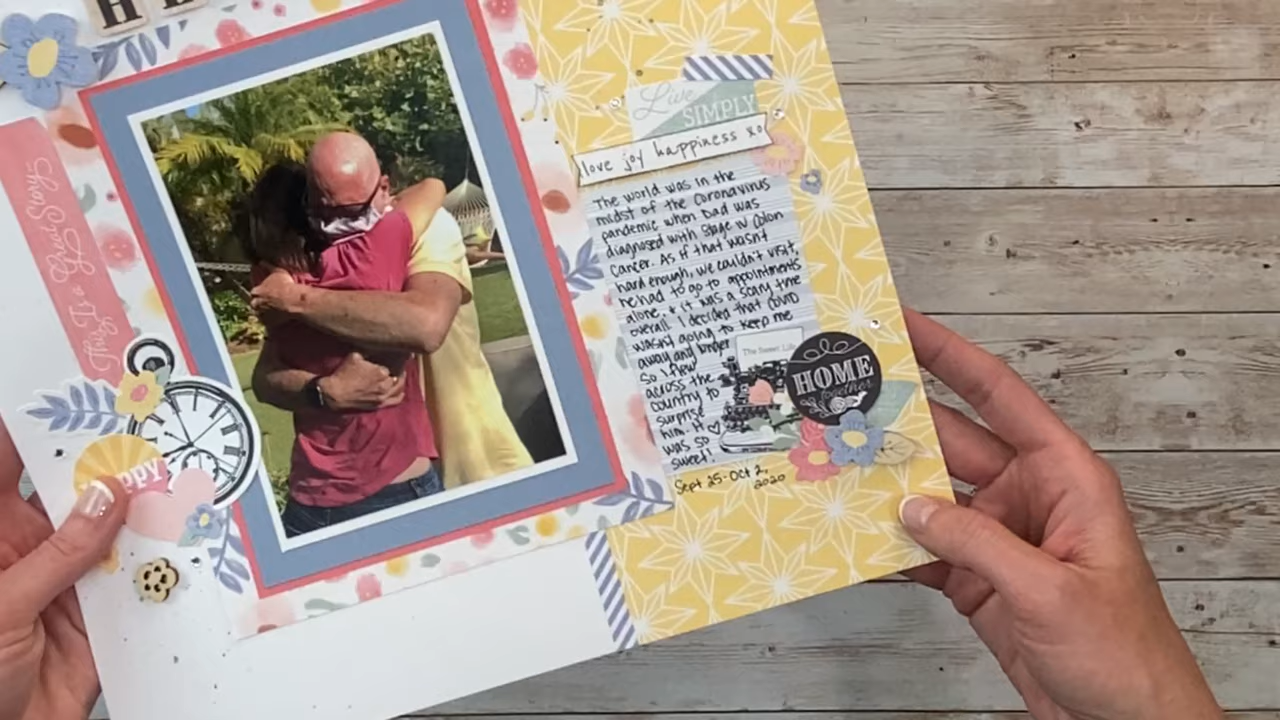 H
This Is a Great Story
Live
SIMPLY
love joy happiness xo
The world was in the
midst of the Coronavirus
pandemic when Dad was
diagnosed with Stage IV Colon
Cancer. As if that wasn't
hard enough, we couldn't visit,
he had to go to appointments
alone, + it was a scary time
overall. I decided that COVID
wasn't going to keep me
away any longer
So I flew
across the
country to
surprise
him. It
was so
sweet!
Sept 25-Oct 2,
2020
The Sweet Life
HOME